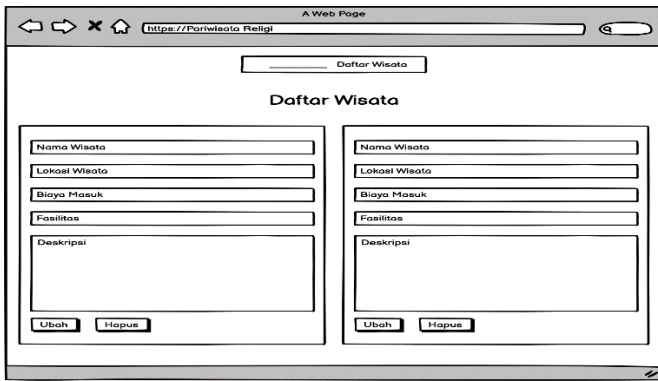 A Web Page
https://Pariwisata Religi
Daftar Wisata
Daftar Wisata
Nama Wisata
Lokasi Wisata
Biaya Masuk
Fasilitas
Deskripsi
Ubah Hapus
Nama Wisata
Lokasi Wisata
Biaya Masuk
Fasilitas
Deskripsi
Ubah Hapus